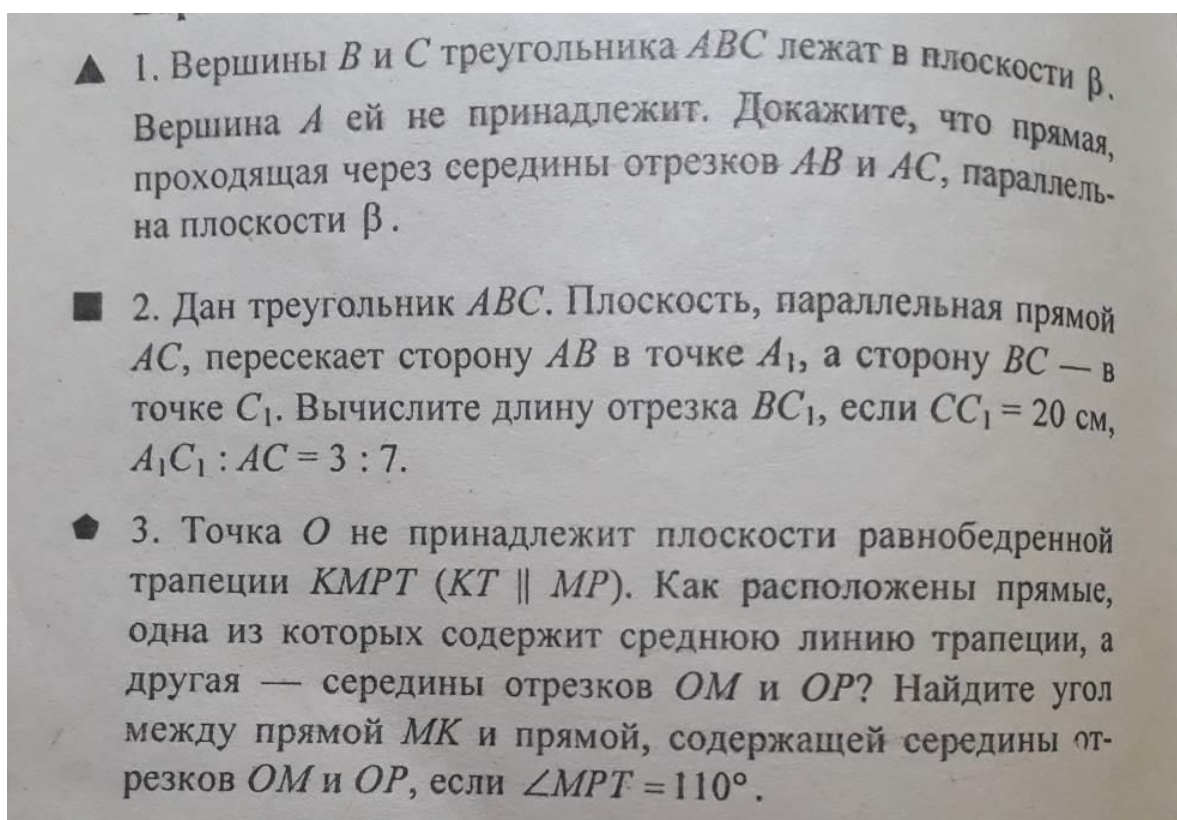 ▲ 1. Вершины B и C треугольника ABC лежат в плоскости β.
Вершина A ей не принадлежит. Докажите, что прямая,
проходящая через середины отрезков AB и AC, параллель-
на плоскости β.
■ 2. Дан треугольник ABC. Плоскость, параллельная прямой
AC, пересекает сторону AB в точке A₁, а сторону BC — в
точке C₁. Вычислите длину отрезка BC₁, если CC₁ = 20 см,
A₁C₁ : AC = 3 : 7.
⬟ 3. Точка O не принадлежит плоскости равнобедренной
трапеции KMPT (KT || MP). Как расположены прямые,
одна из которых содержит среднюю линию трапеции, а
другая — середины отрезков OM и OP? Найдите угол
между прямой MK и прямой, содержащей середины от-
резков OM и OP, если ∠MPT = 110°.